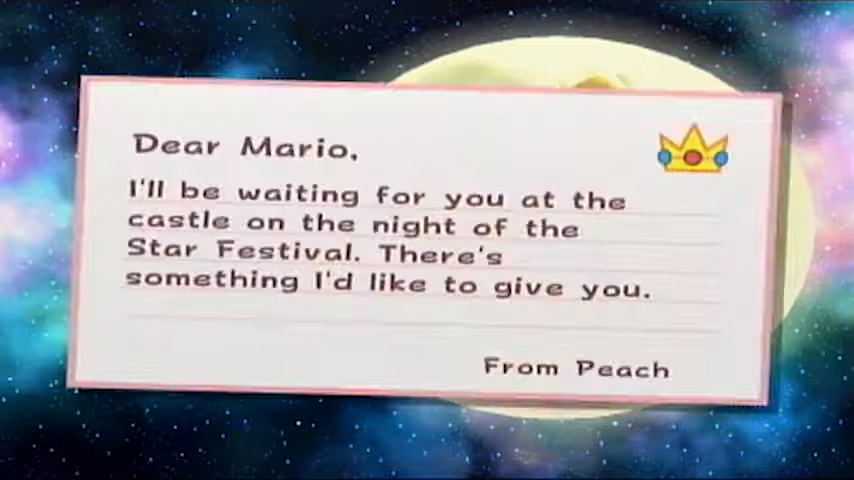 Dear Mario,
I'll be waiting for you at the
castle on the night of the
Star Festival. There's
something I'd like to give you.
From Peach